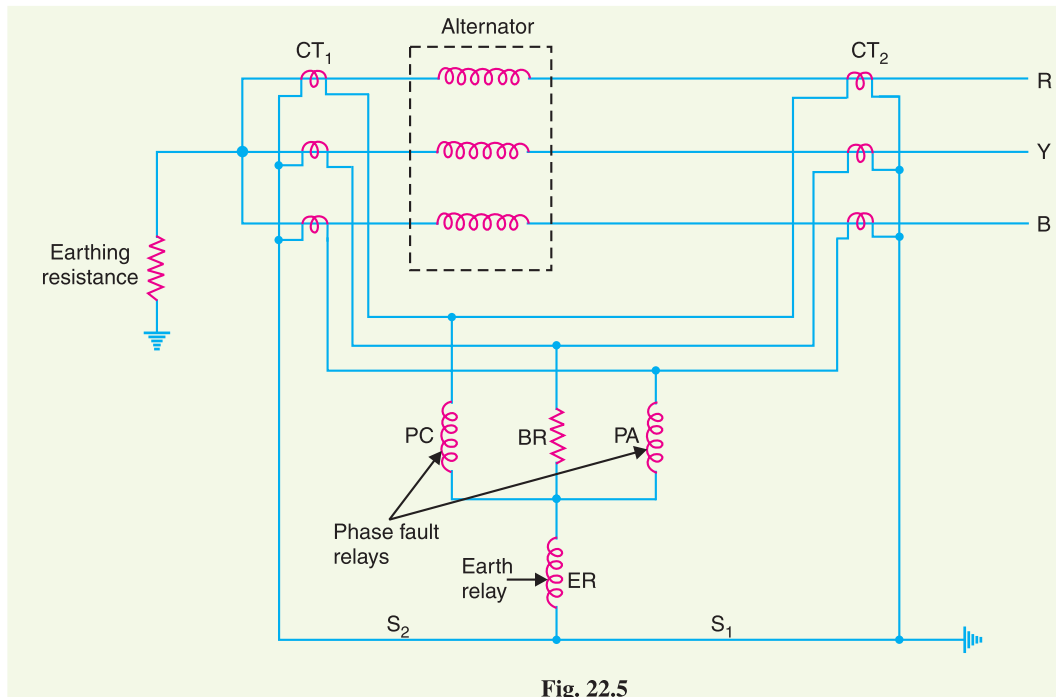 Alternator
CT₁
CT₂
R
Y
B
Earthing
resistance
PC
BR
PA
Phase fault
relays
Earth
relay
ER
S₂
S₁
Fig. 22.5